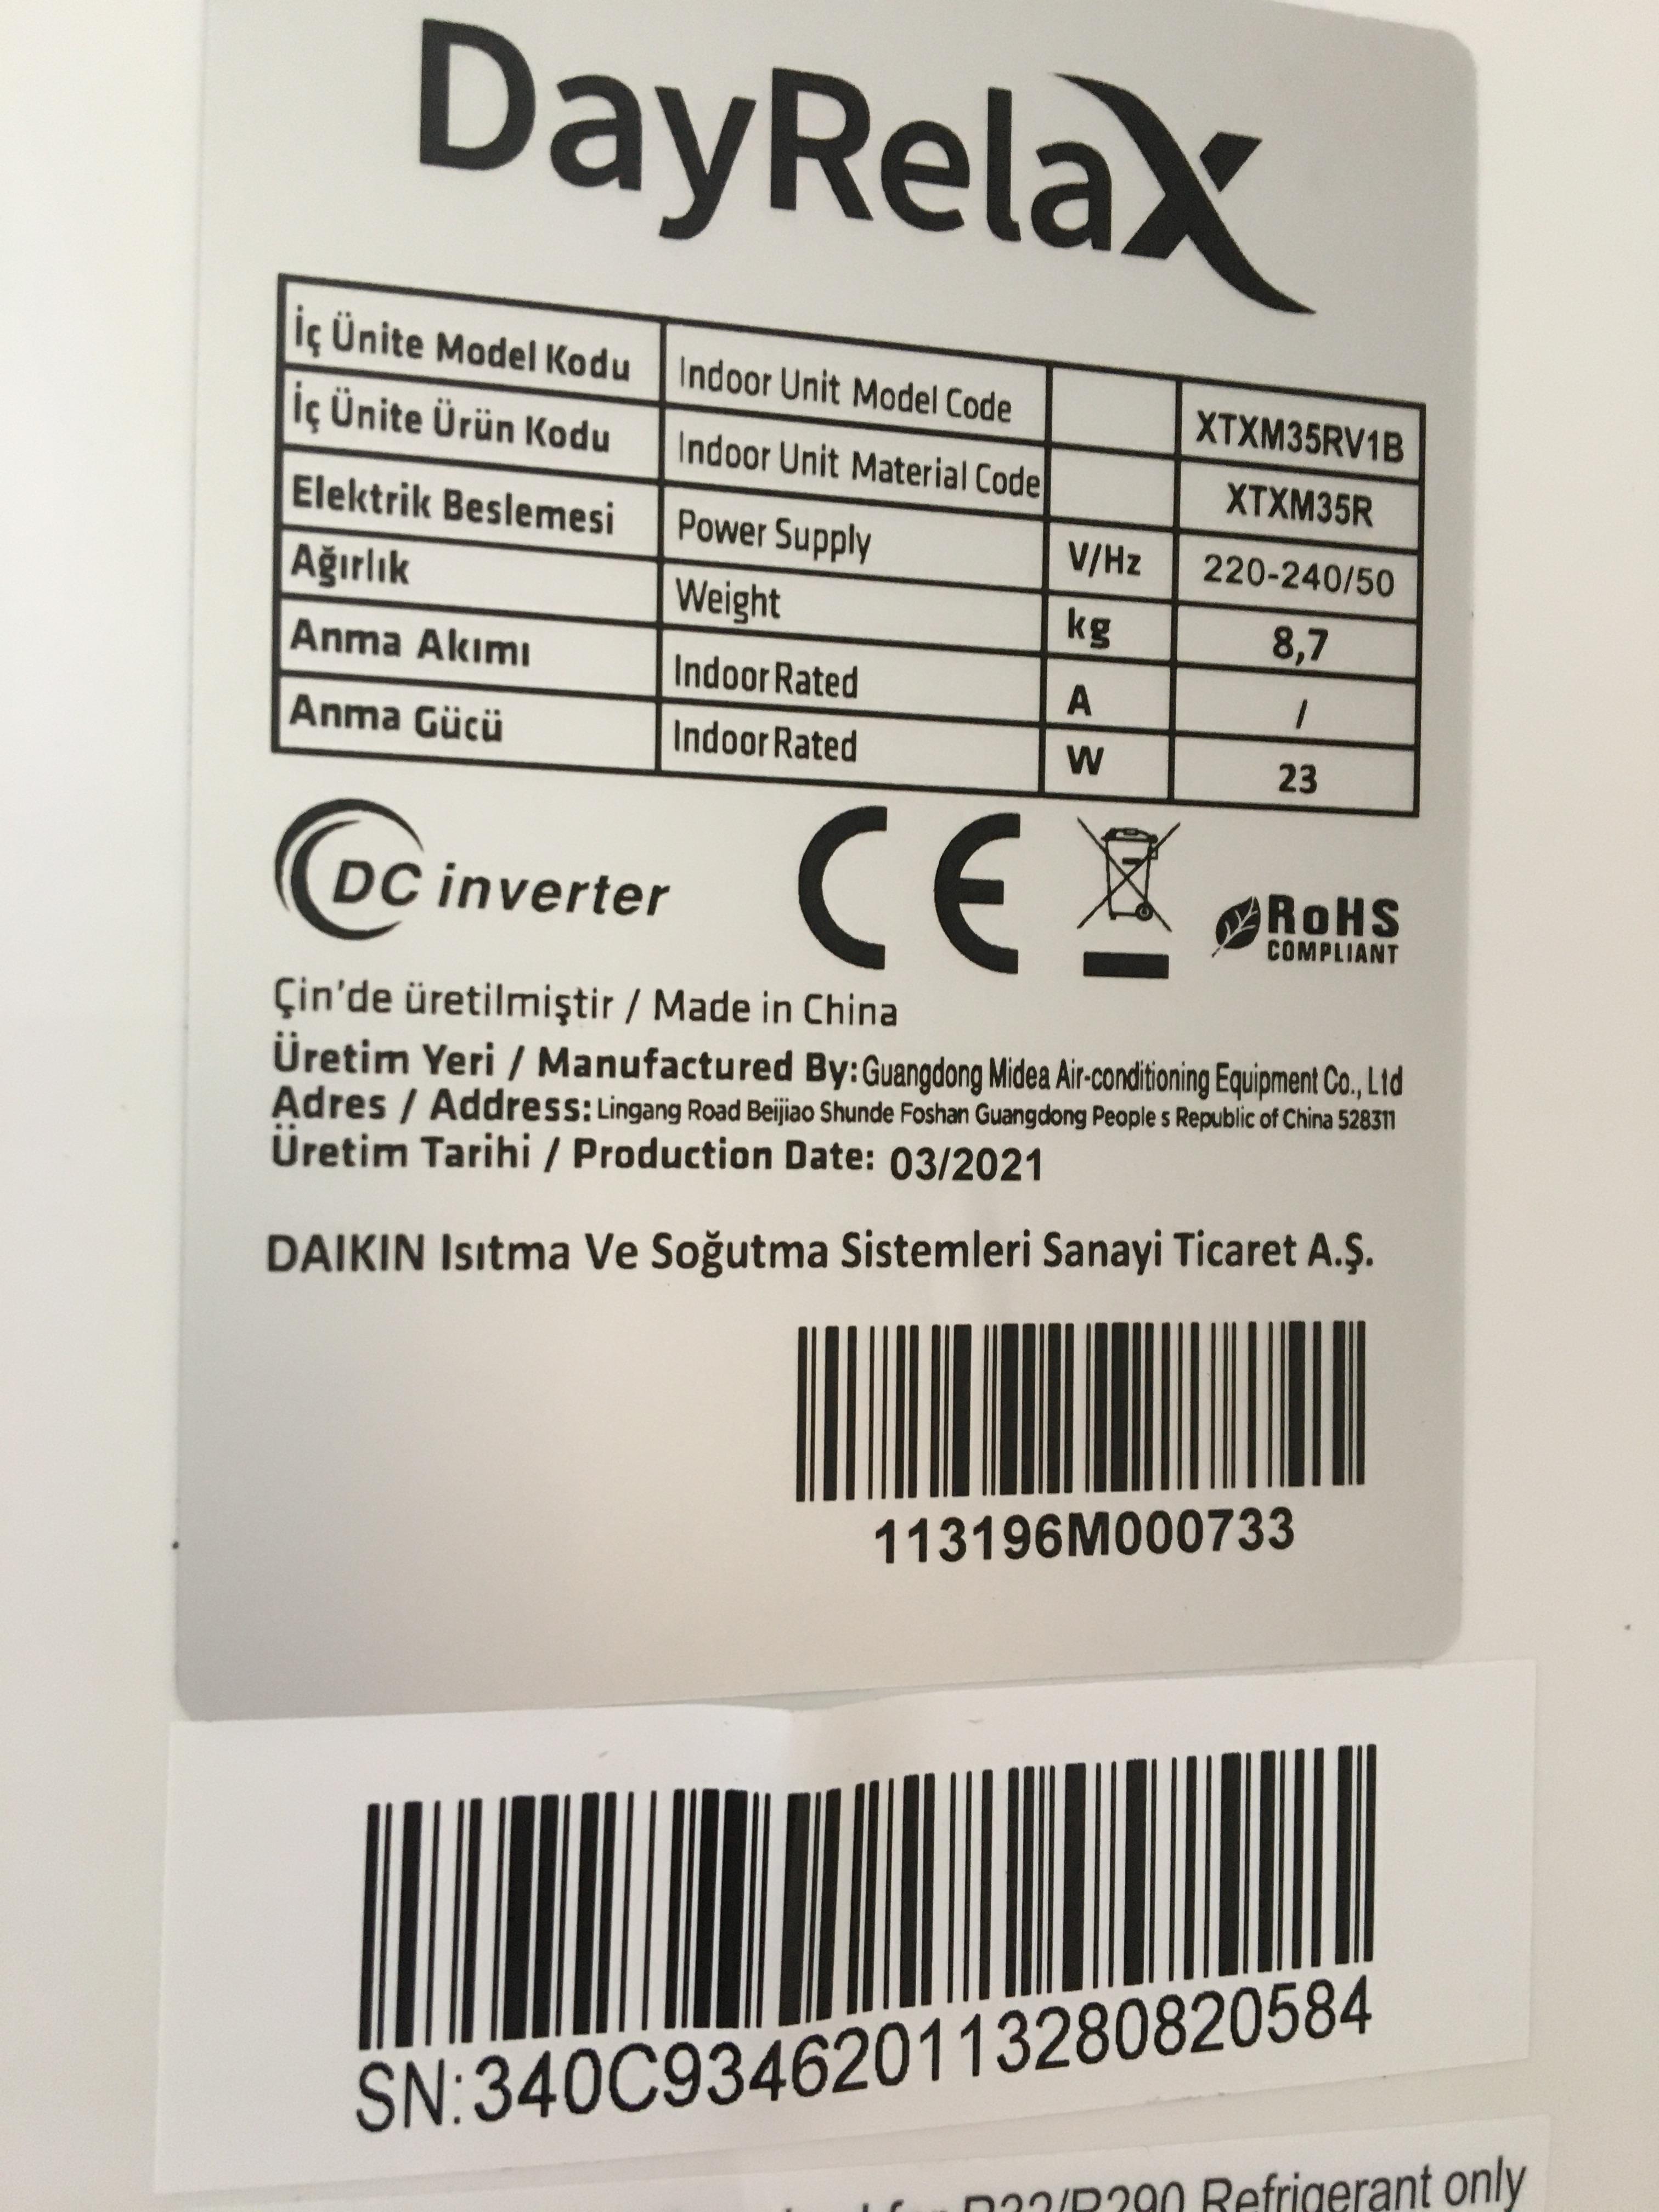 DayRelax
İç Ünite Model Kodu Indoor Unit Model Code XTXM35RV1B
İç Ünite Ürün Kodu Indoor Unit Material Code XTXM35R
Elektrik Beslemesi Power Supply V/Hz 220-240/50
Ağırlık Weight kg 8,7
Anma Akımı Indoor Rated A /
Anma Gücü Indoor Rated W 23
DC inverter CE RoHS
COMPLIANT
Çin'de üretilmiştir / Made in China
Üretim Yeri / Manufactured By: Guangdong Midea Air-conditioning Equipment Co., Ltd
Adres / Address: Lingang Road Beijiao Shunde Foshan Guangdong People s Republic of China 528311
Üretim Tarihi / Production Date: 03/2021
DAIKIN Isıtma Ve Soğutma Sistemleri Sanayi Ticaret A.Ş.
113196M000733
SN:340C934620113280820584
R32/R290 Refrigerant only